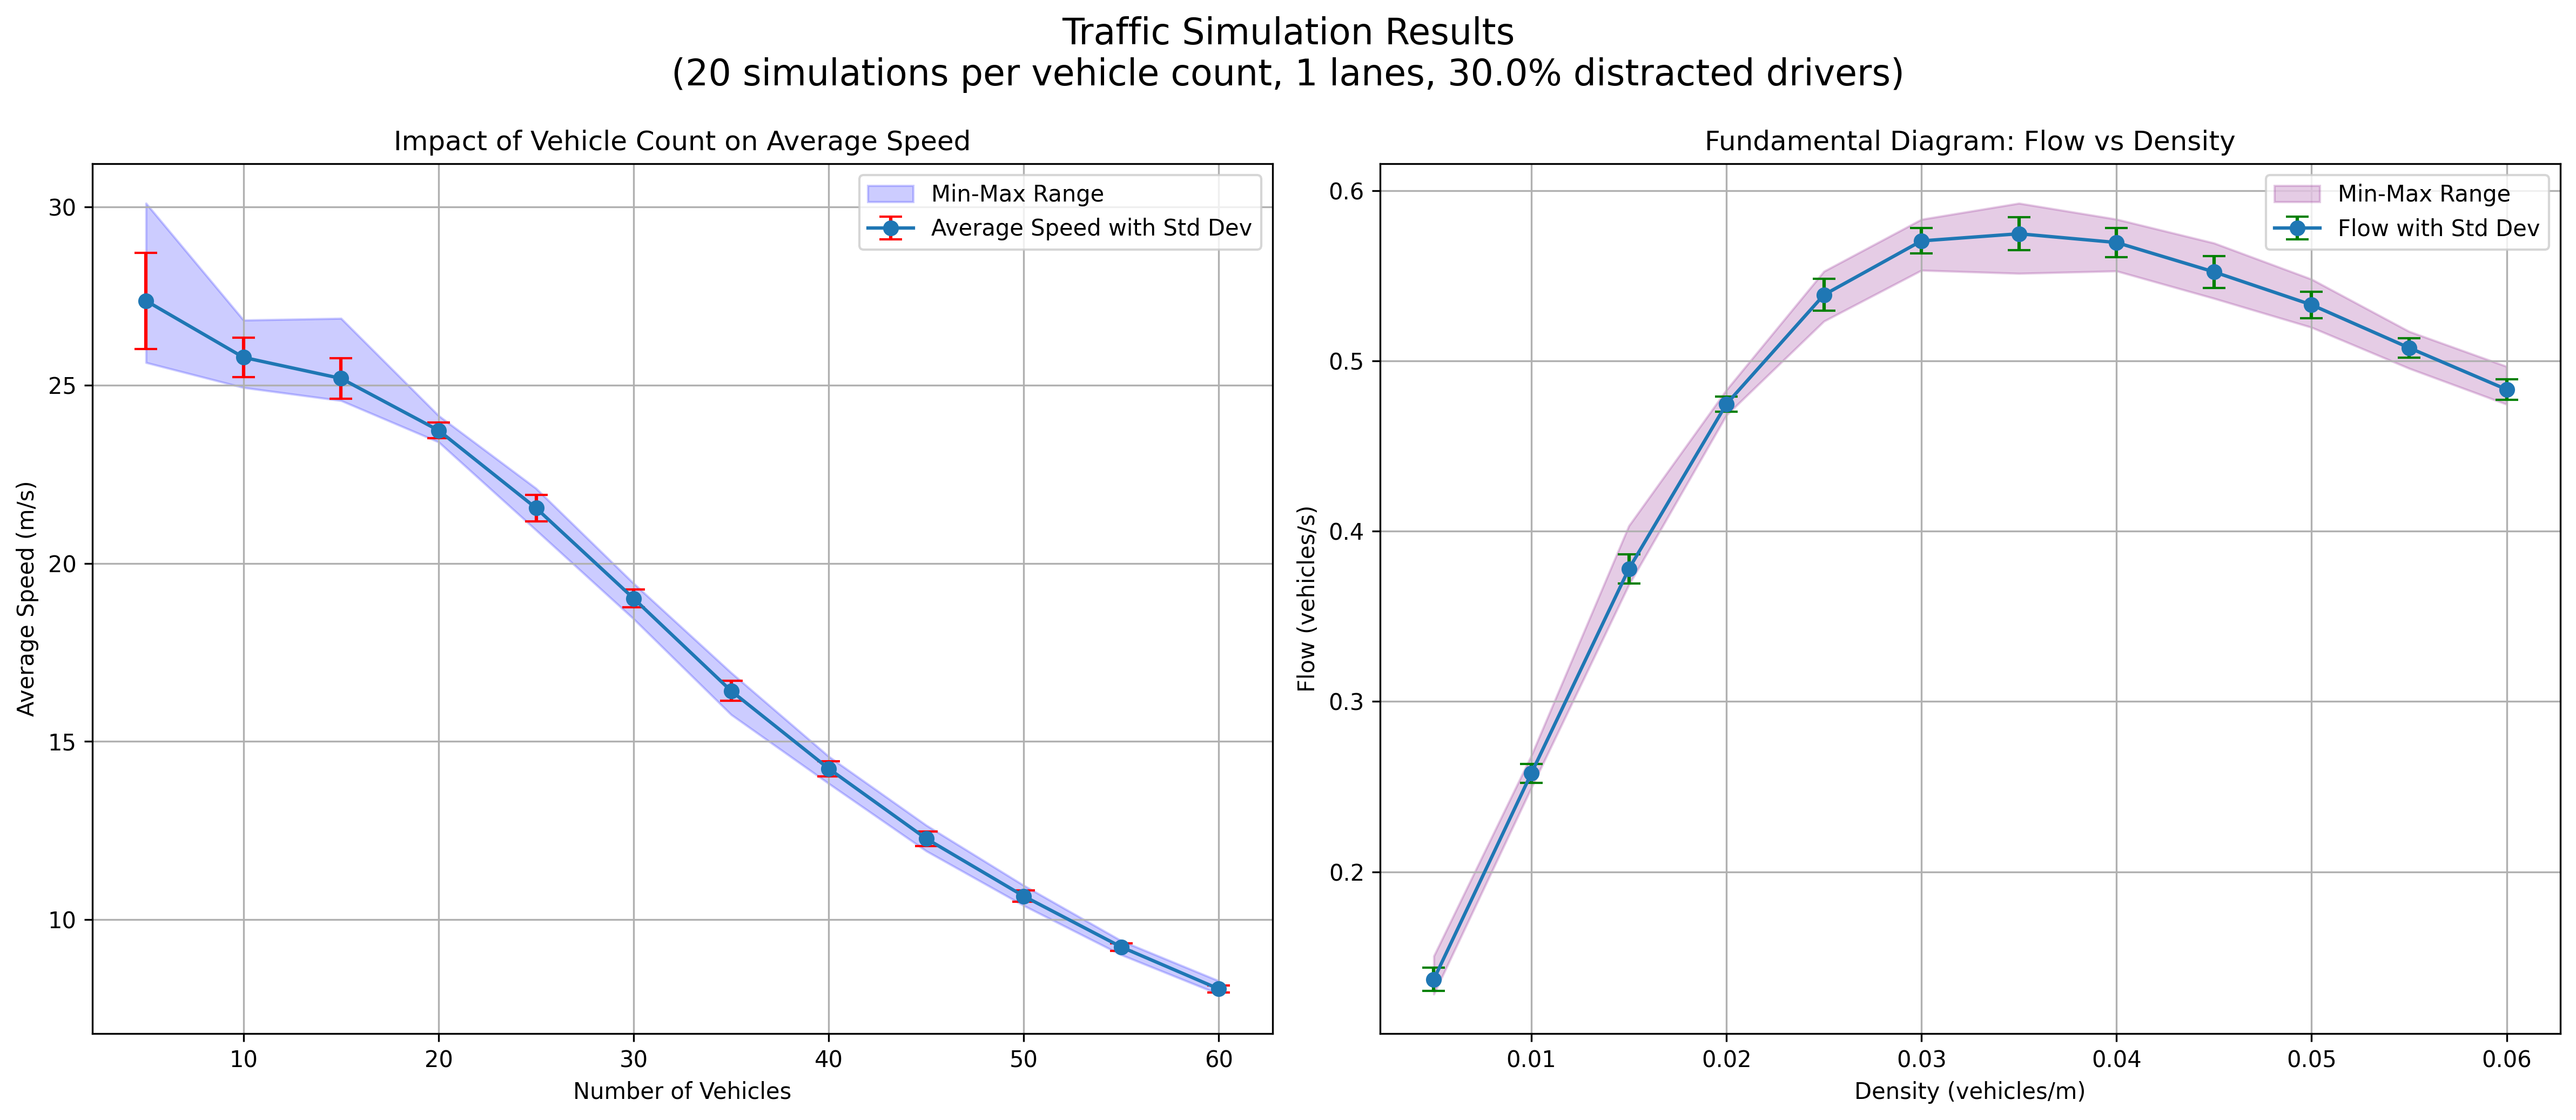 Traffic Simulation Results
(20 simulations per vehicle count, 1 lanes, 30.0% distracted drivers)
Impact of Vehicle Count on Average Speed
Min-Max Range
Average Speed with Std Dev
30
25
20
15
10
Average Speed (m/s)
10
20
30
40
50
60
Number of Vehicles
Fundamental Diagram: Flow vs Density
Min-Max Range
Flow with Std Dev
0.6
0.5
0.4
0.3
0.2
Flow (vehicles/s)
0.01
0.02
0.03
0.04
0.05
0.06
Density (vehicles/m)